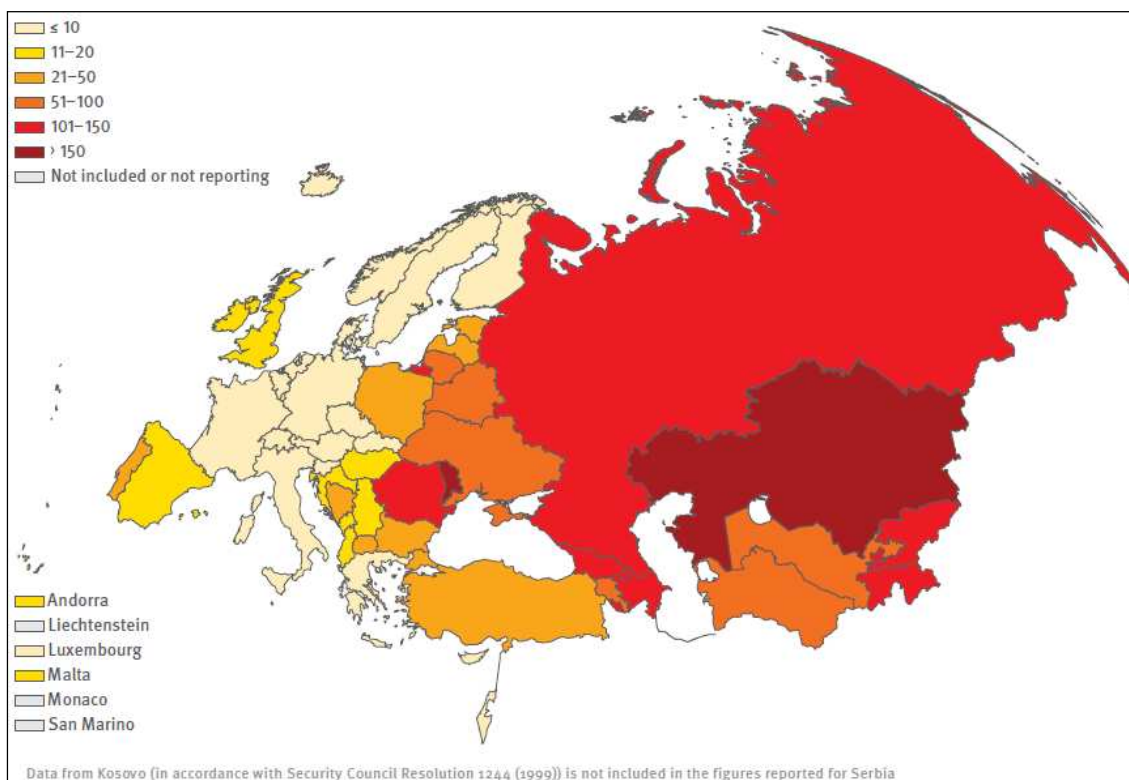 ≤ 10
11–20
21–50
51–100
101–150
› 150
Not included or not reporting
Andorra
Liechtenstein
Luxembourg
Malta
Monaco
San Marino
Data from Kosovo (in accordance with Security Council Resolution 1244 (1999)) is not included in the figures reported for Serbia